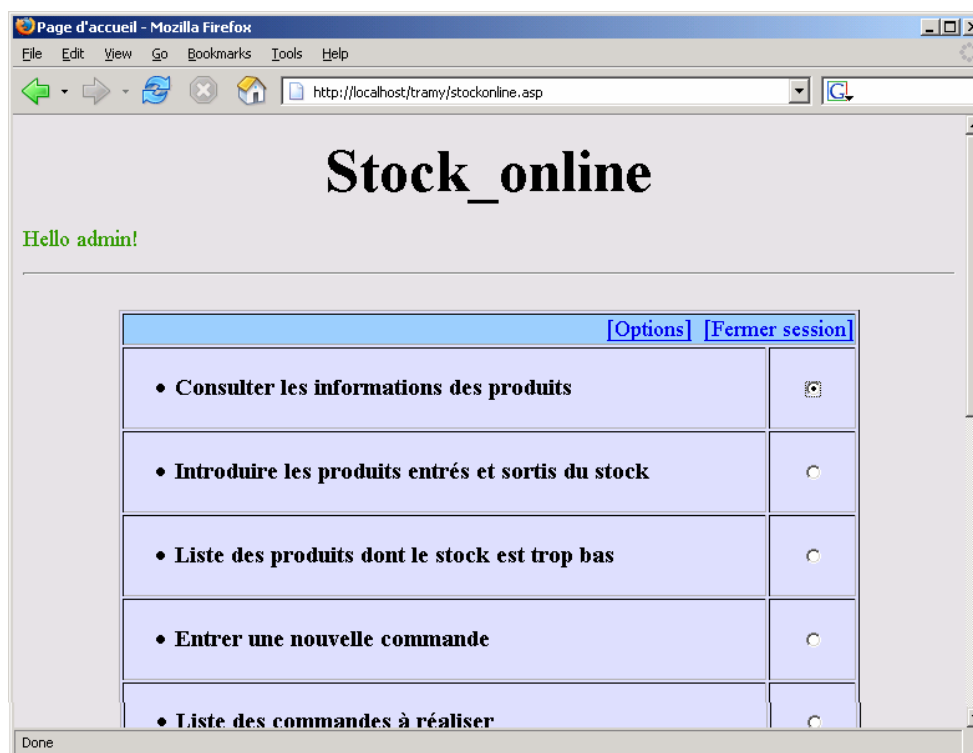 Page d'accueil - Mozilla Firefox
File Edit View Go Bookmarks Tools Help
http://localhost/tramy/stockonline.asp
G
Stock_online
Hello admin!
[Options] [Fermer session]
• Consulter les informations des produits
• Introduire les produits entrés et sortis du stock
• Liste des produits dont le stock est trop bas
• Entrer une nouvelle commande
• Liste des commandes à réaliser
Done